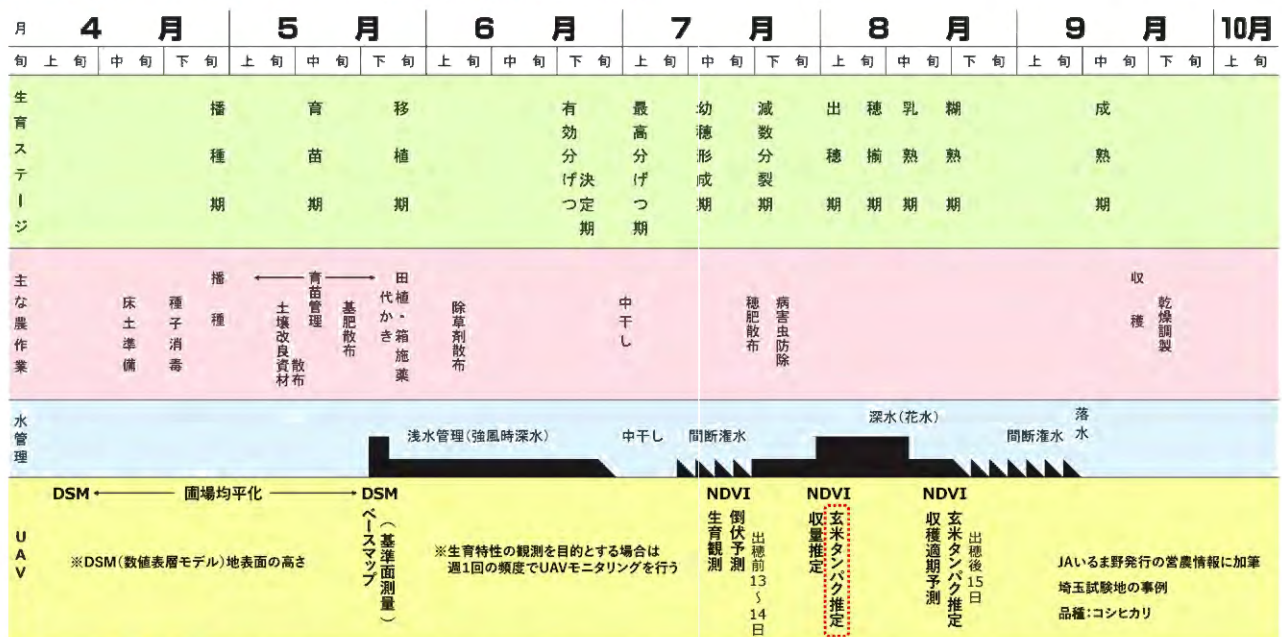 月 4月 5月 6月 7月 8月 9月 10月
旬 上旬 中旬 下旬 上旬 中旬 下旬 上旬 中旬 下旬 上旬 中旬 下旬 上旬 中旬 下旬 上旬 中旬 下旬 上旬
生育ステージ
播種期
育苗期
移植期
有効分げつ
決定期
最高分げつ期
幼穂形成期
減数分裂期
出穂期
穂揃期
乳熟期
糊熟期
成熟期
主な農作業
床土準備
種子消毒
播種
土壌改良資材
散布
育苗管理
基肥散布
代かき
田植・箱施薬
除草剤散布
中干し
穂肥散布
病害虫防除
収穫
乾燥調製
水管理
浅水管理(強風時深水)
中干し
間断潅水
深水(花水)
間断潅水
落水
UAV
DSM
圃場均平化
DSM
ベースマップ
(基準面測量)
※DSM(数値表層モデル)地表面の高さ
※生育特性の観測を目的とする場合は
週1回の頻度でUAVモニタリングを行う
NDVI
生育観測
倒伏予測
出穂前13~14日
NDVI
収量推定
玄米タンパク推定
NDVI
収穫適期予測
玄米タンパク推定
出穂後15日
JAいるま野発行の営農情報に加筆
埼玉試験地の事例
品種:コシヒカリ